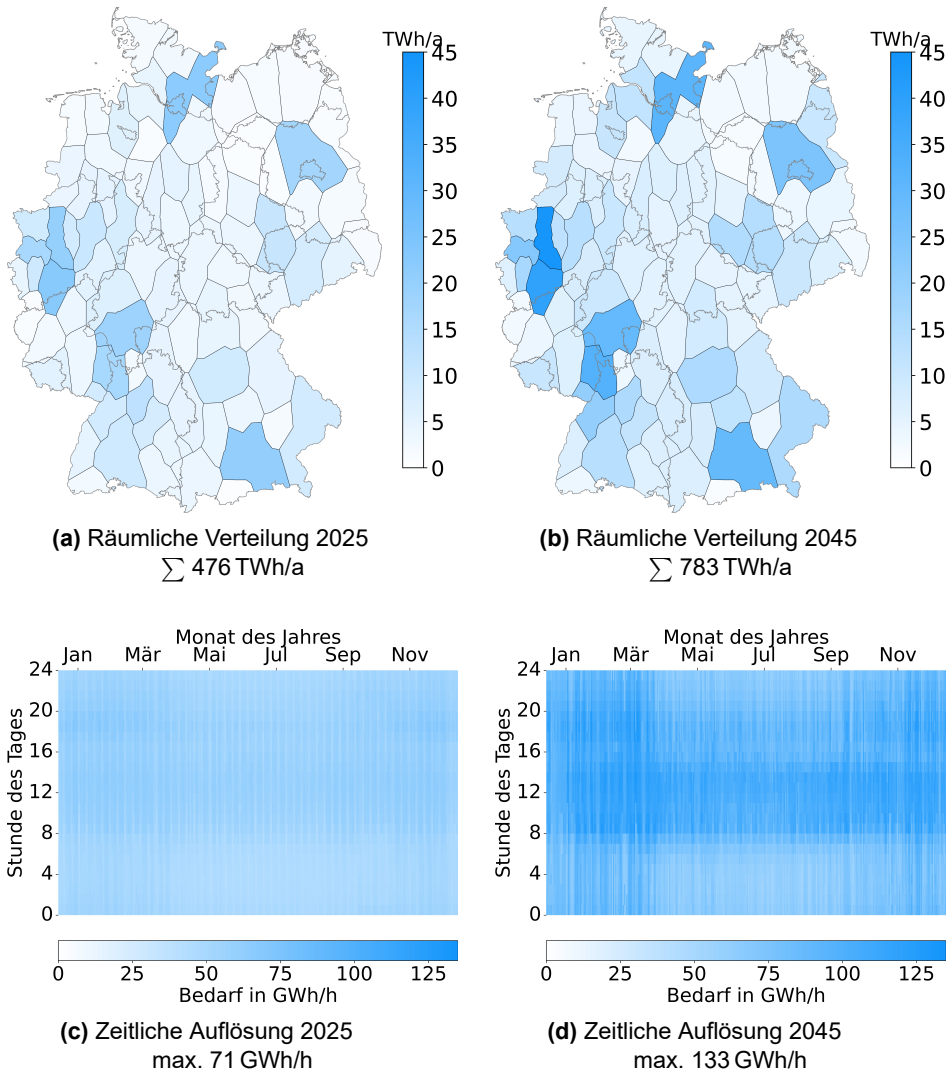 TWh/a
45
40
35
30
25
20
15
10
5
0
(a) Räumliche Verteilung 2025
∑ 476 TWh/a
TWh/a
45
40
35
30
25
20
15
10
5
0
(b) Räumliche Verteilung 2045
∑ 783 TWh/a
Monat des Jahres
Jan Mär Mai Jul Sep Nov
Stunde des Tages
24
20
16
12
8
4
0
0 25 50 75 100 125
Bedarf in GWh/h
(c) Zeitliche Auflösung 2025
max. 71 GWh/h
Monat des Jahres
Jan Mär Mai Jul Sep Nov
Stunde des Tages
24
20
16
12
8
4
0
0 25 50 75 100 125
Bedarf in GWh/h
(d) Zeitliche Auflösung 2045
max. 133 GWh/h